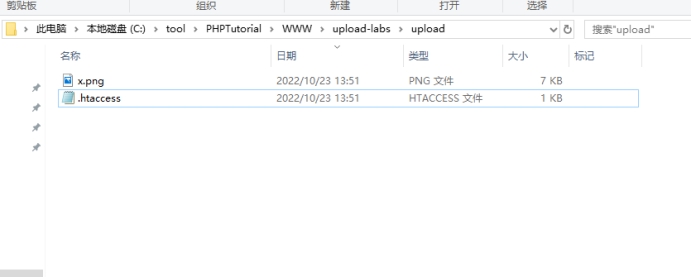 剪贴板 组织 新建 打开 选择
此电脑 本地磁盘 (C:) tool PHPTutorial WWW upload-labs upload 搜索"upload"
名称 日期 类型 大小 标记
x.png 2022/10/23 13:51 PNG 文件 7 KB
.htaccess 2022/10/23 13:51 HTACCESS 文件 1 KB